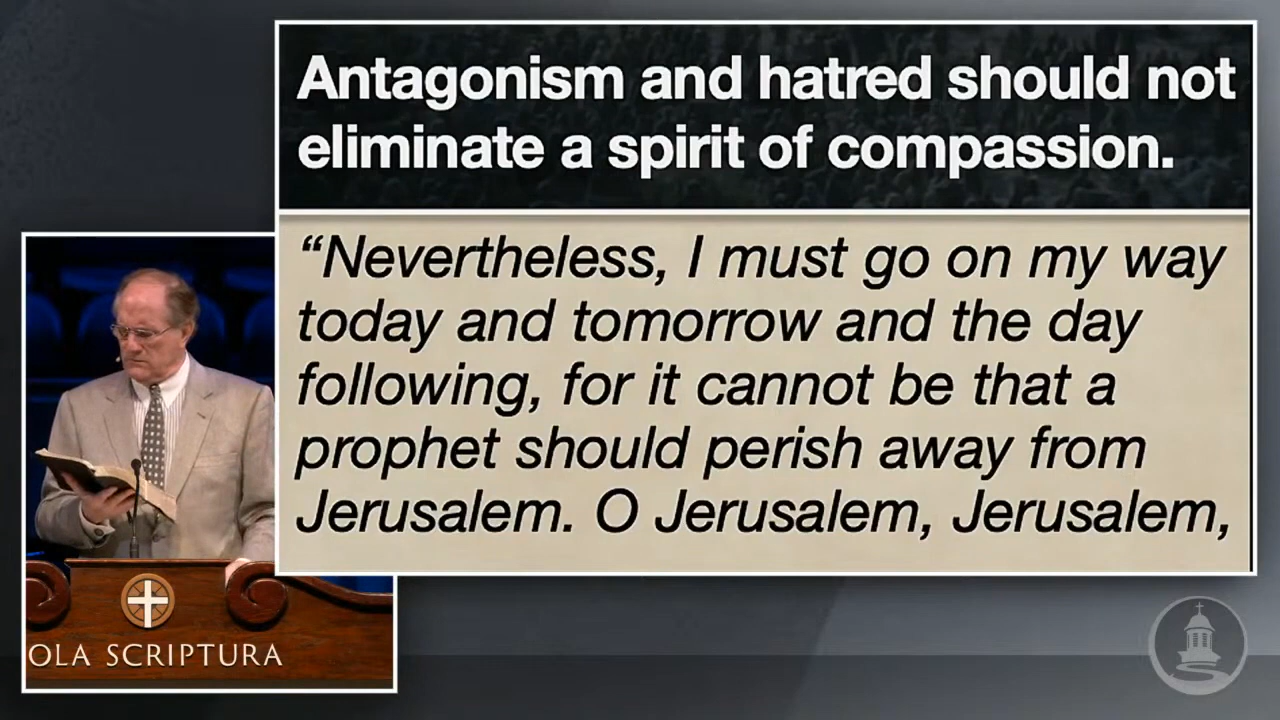 Antagonism and hatred should not
eliminate a spirit of compassion.
“Nevertheless, I must go on my way
today and tomorrow and the day
following, for it cannot be that a
prophet should perish away from
Jerusalem. O Jerusalem, Jerusalem,
OLA SCRIPTURA